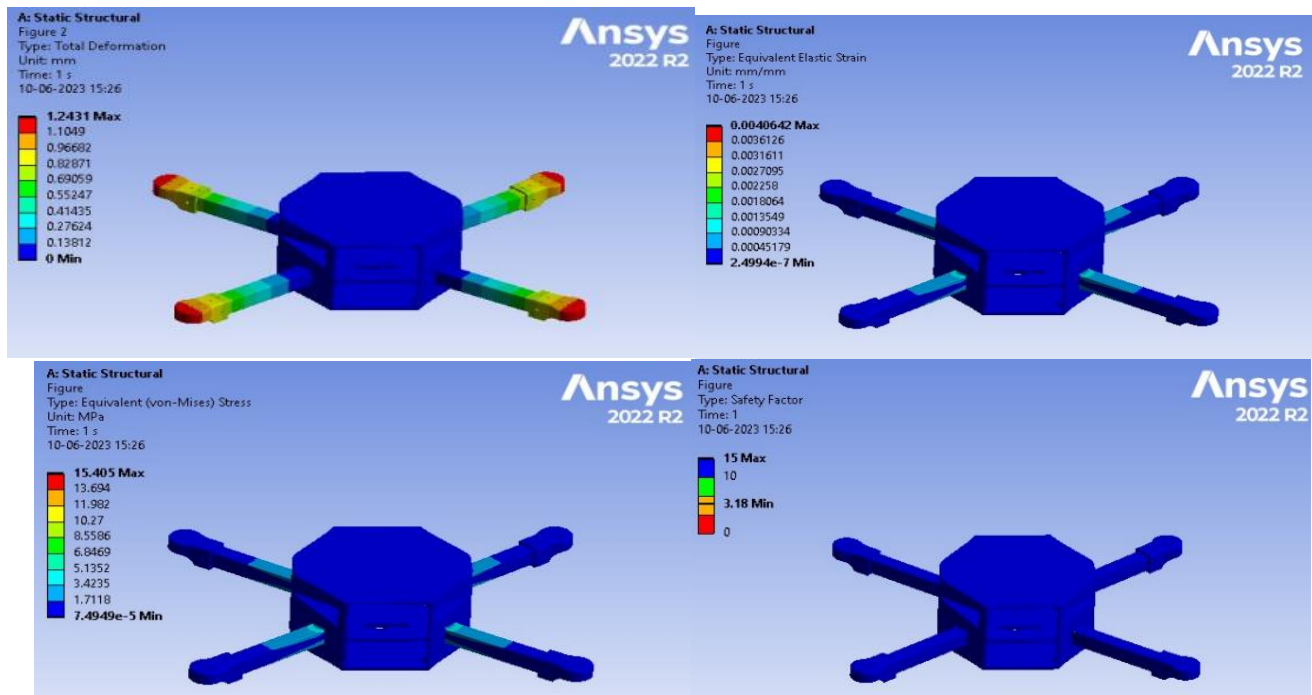 A: Static Structural
Figure 2
Type: Total Deformation
Unit: mm
Time: 1 s
10-06-2023 15:26
Ansys
2022 R2
1.2431 Max
1.1049
0.96682
0.82871
0.69059
0.55247
0.41435
0.27624
0.13812
0 Min
A: Static Structural
Figure
Type: Equivalent Elastic Strain
Unit: mm/mm
Time: 1 s
10-06-2023 15:26
Ansys
2022 R2
0.0040642 Max
0.0036126
0.0031611
0.0027095
0.002258
0.0018064
0.0013549
0.00090334
0.00045179
2.4994e-7 Min
A: Static Structural
Figure
Type: Equivalent (von-Mises) Stress
Unit: MPa
Time: 1 s
10-06-2023 15:26
Ansys
2022 R2
15.405 Max
13.694
11.982
10.27
8.5586
6.8469
5.1352
3.4235
1.7118
7.4949e-5 Min
A: Static Structural
Figure
Type: Safety Factor
Time: 1
10-06-2023 15:26
Ansys
2022 R2
15 Max
10
3.18 Min
0